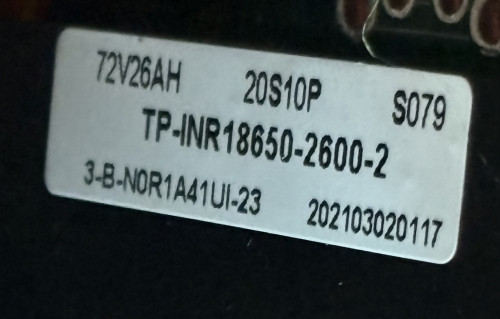 72V26AH 20S10P S079
TP-INR18650-2600-2
3-B-N0R1A41UI-23 202103020117